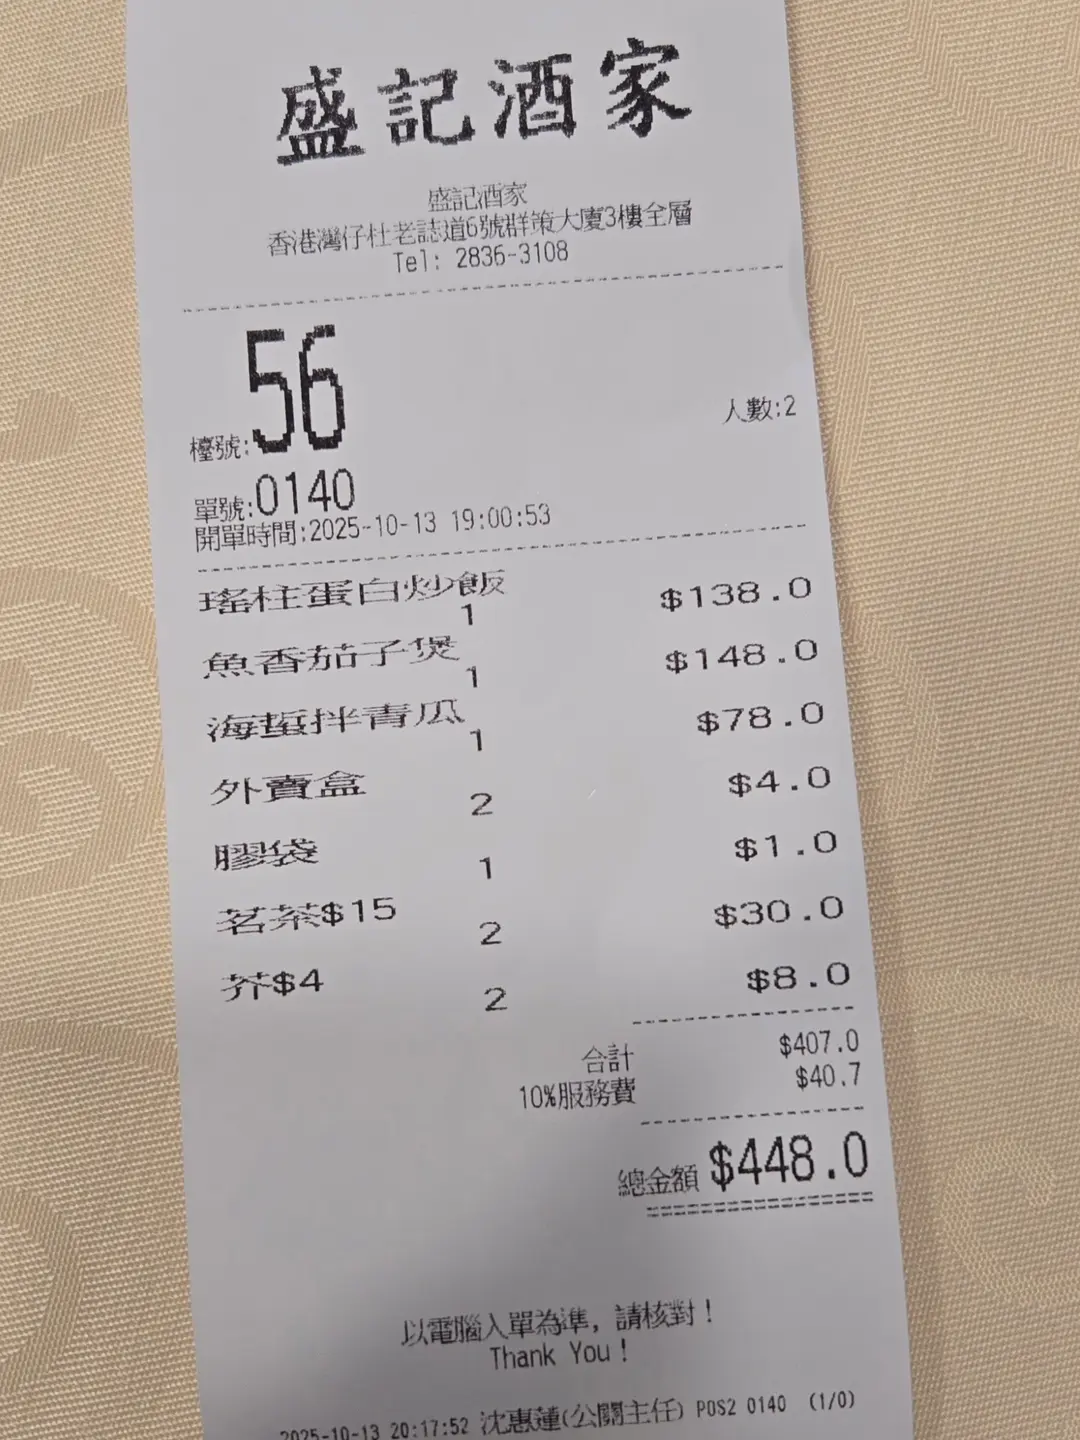 盛記酒家
盛記酒家
香港灣仔杜老誌道6號群策大廈3樓全層
Tel: 2836-3108
檯號:56 人數:2
單號:0140
開單時間:2025-10-13 19:00:53
瑤柱蛋白炒飯 1 $138.0
魚香茄子煲 1 $148.0
海蜇拌青瓜 1 $78.0
外賣盒 2 $4.0
膠袋 1 $1.0
茗茶$15 2 $30.0
芥$4 2 $8.0
合計 $407.0
10%服務費 $40.7
總金額 $448.0
以電腦入單為準, 請核對!
Thank You!
2025-10-13 20:17:52 沈惠蓮(公關主任) POS2 0140 (1/0)